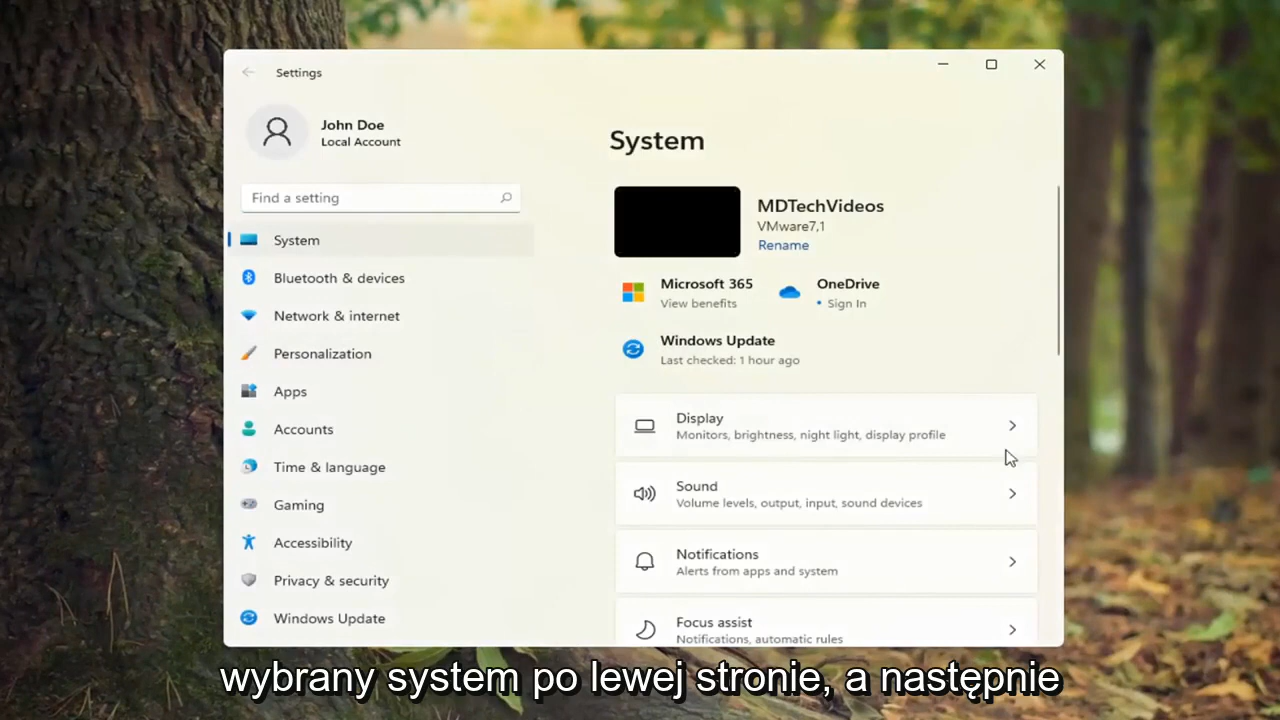 Settings
John Doe
Local Account
Find a setting
System
Bluetooth & devices
Network & internet
Personalization
Apps
Accounts
Time & language
Gaming
Accessibility
Privacy & security
Windows Update
System
MDTechVideos
VMware7,1
Rename
Microsoft 365
View benefits
OneDrive
Sign In
Windows Update
Last checked: 1 hour ago
Display
Monitors, brightness, night light, display profile
Sound
Volume levels, output, input, sound devices
Notifications
Alerts from apps and system
Focus assist
Notifications, automatic rules
wybrany system po lewej stronie, a następnie